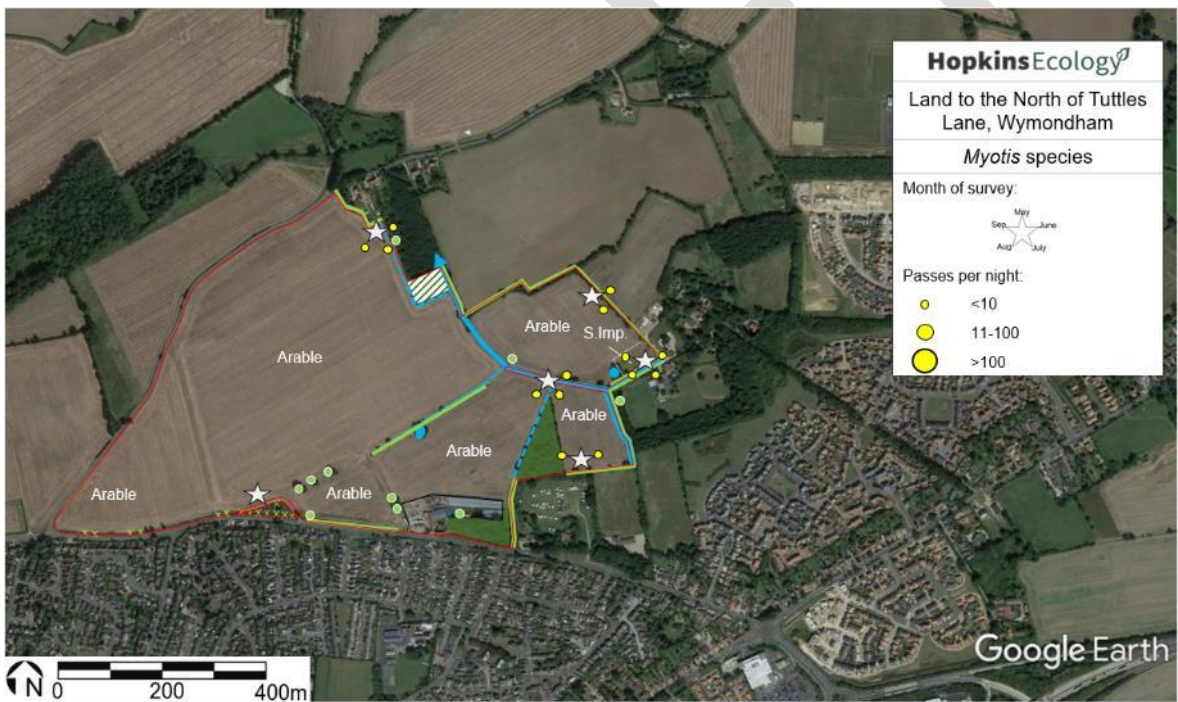 HopkinsEcology
Land to the North of Tuttles
Lane, Wymondham
Myotis species
Month of survey:
May
Sep June
Aug July
Passes per night:
<10
11-100
>100
Arable
S.Imp.
Arable
Arable
Arable
Arable
Arable
Google Earth
N
0 200 400m